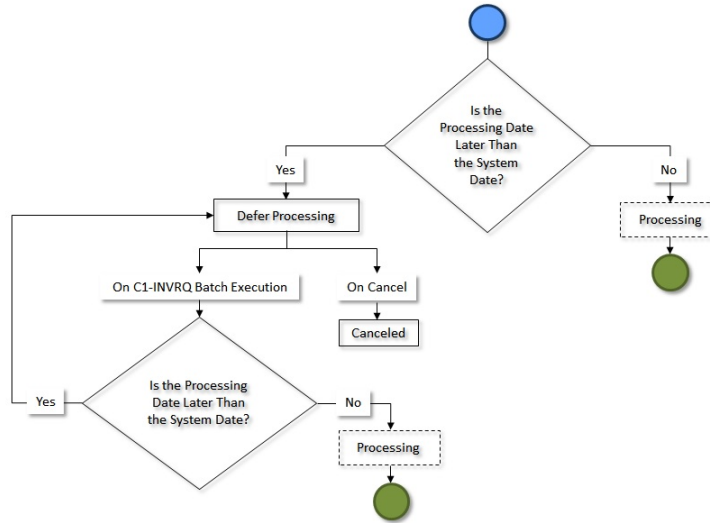 Is the
Processing Date
Later Than
the System
Date?
Yes
No
Defer Processing
Processing
On C1-INVRQ Batch Execution
On Cancel
Canceled
Is the Processing
Date Later Than
the System Date?
Yes
No
Processing